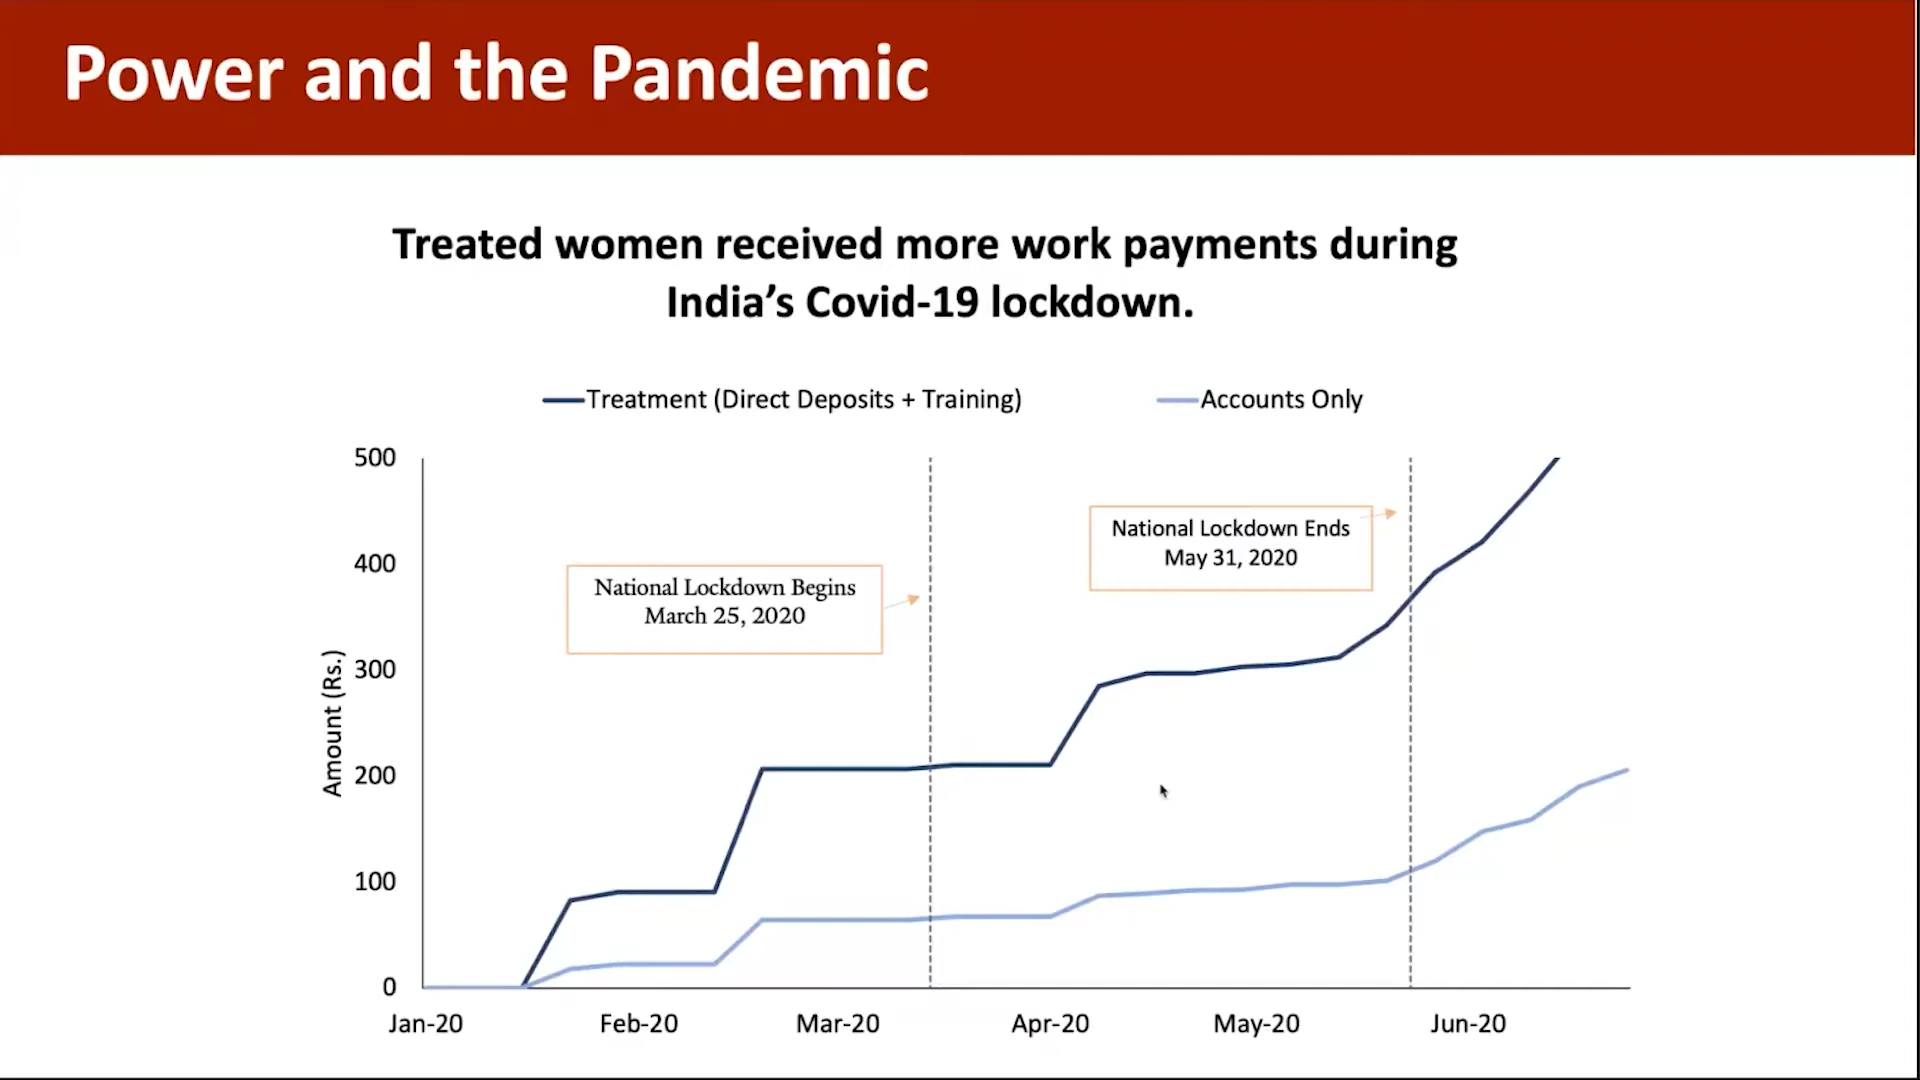 Power and the Pandemic
Treated women received more work payments during
India's Covid-19 lockdown.
Treatment (Direct Deposits + Training)
Accounts Only
500
400
300
200
100
0
Amount (Rs.)
National Lockdown Begins
March 25, 2020
National Lockdown Ends
May 31, 2020
Jan-20
Feb-20
Mar-20
Apr-20
May-20
Jun-20